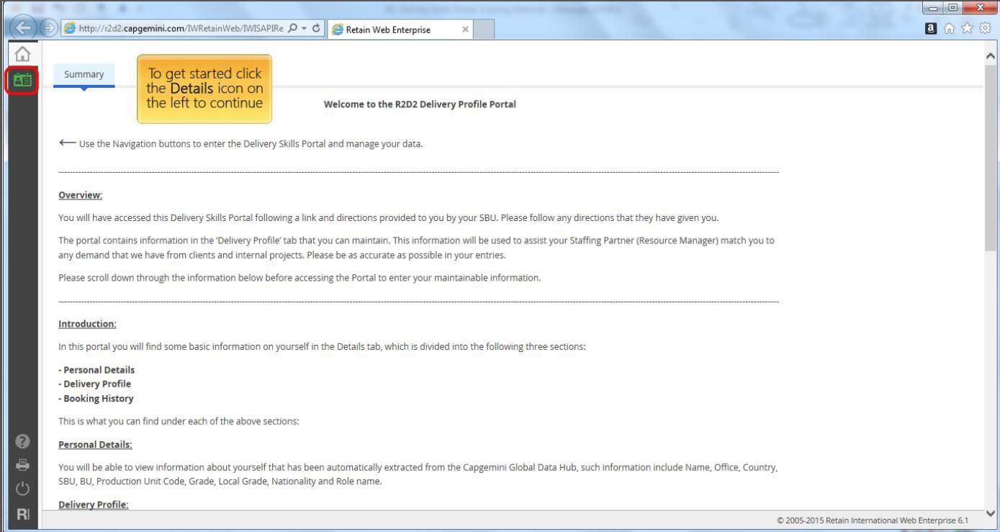 http://r2d2.capgemini.com/IWRetainWeb/IWISAPIRe
Retain Web Enterprise
Summary
To get started click
the Details icon on
the left to continue
Welcome to the R2D2 Delivery Profile Portal
← Use the Navigation buttons to enter the Delivery Skills Portal and manage your data.
Overview:
You will have accessed this Delivery Skills Portal following a link and directions provided to you by your SBU. Please follow any directions that they have given you.
The portal contains information in the 'Delivery Profile' tab that you can maintain. This information will be used to assist your Staffing Partner (Resource Manager) match you to
any demand that we have from clients and internal projects. Please be as accurate as possible in your entries.
Please scroll down through the information below before accessing the Portal to enter your maintainable information.
Introduction:
In this portal you will find some basic information on yourself in the Details tab, which is divided into the following three sections:
- Personal Details
- Delivery Profile
- Booking History
This is what you can find under each of the above sections:
Personal Details:
You will be able to view information about yourself that has been automatically extracted from the Capgemini Global Data Hub, such information include Name, Office, Country,
SBU, BU, Production Unit Code, Grade, Local Grade, Nationality and Role name.
Delivery Profile:
RI
© 2005-2015 Retain International Web Enterprise 6.1